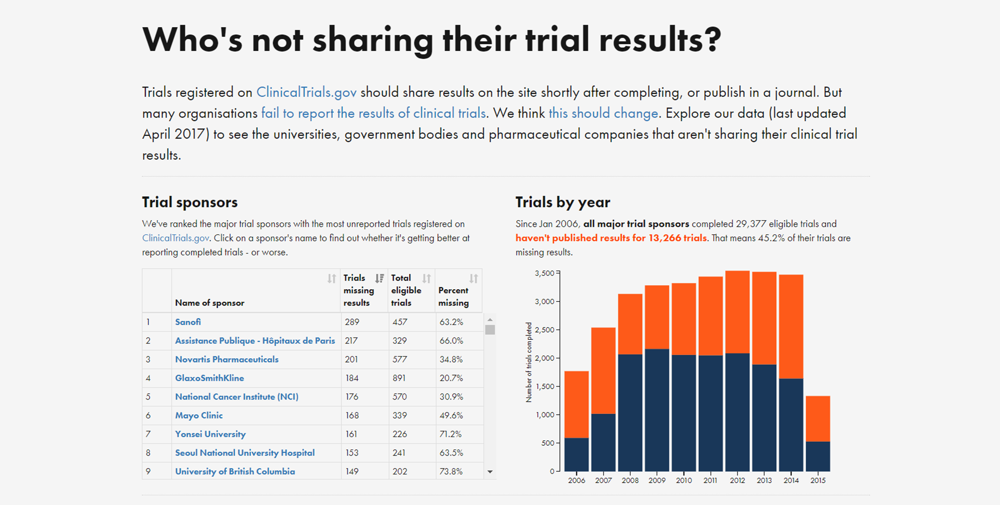 Who's not sharing their trial results?
Trials registered on ClinicalTrials.gov should share results on the site shortly after completing, or publish in a journal. But
many organisations fail to report the results of clinical trials. We think this should change. Explore our data (last updated
April 2017) to see the universities, government bodies and pharmaceutical companies that aren't sharing their clinical trial
results.
Trial sponsors
We've ranked the major trial sponsors with the most unreported trials registered on
ClinicalTrials.gov. Click on a sponsor's name to find out whether it's getting better at
reporting completed trials - or worse.
Name of sponsor Trials missing results Total eligible trials Percent missing
1 Sanofi 289 457 63.2%
2 Assistance Publique - Hôpitaux de Paris 217 329 66.0%
3 Novartis Pharmaceuticals 201 577 34.8%
4 GlaxoSmithKline 184 891 20.7%
5 National Cancer Institute (NCI) 176 570 30.9%
6 Mayo Clinic 168 339 49.6%
7 Yonsei University 161 226 71.2%
8 Seoul National University Hospital 153 241 63.5%
9 University of British Columbia 149 202 73.8%
Trials by year
Since Jan 2006, all major trial sponsors completed 29,377 eligible trials and
haven't published results for 13,266 trials. That means 45.2% of their trials are
missing results.
Number of trials completed
3,500
3,000
2,500
2,000
1,500
1,000
500
0
2006 2007 2008 2009 2010 2011 2012 2013 2014 2015